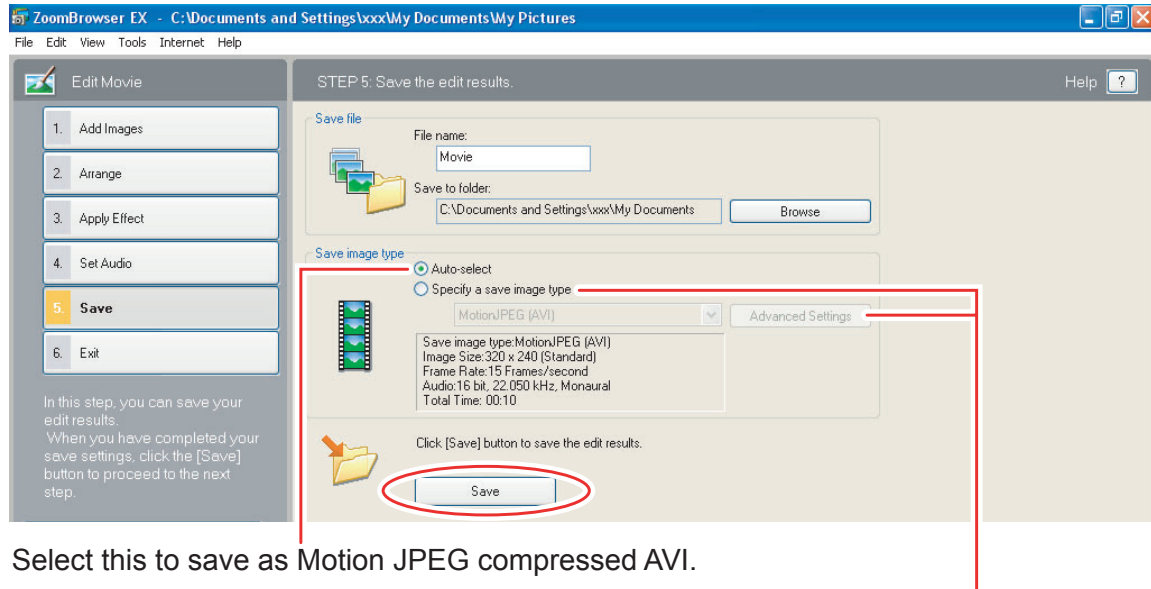 ZoomBrowser EX - C:\Documents and Settings\xxx\My Documents\My Pictures
File Edit View Tools Internet Help
Edit Movie
1. Add Images
2. Arrange
3. Apply Effect
4. Set Audio
5. Save
6. Exit
In this step, you can save your
edit results.
When you have completed your
save settings, click the [Save]
button to proceed to the next
step.
STEP 5: Save the edit results.
Help ?
Save file
File name:
Movie
Save to folder:
C:\Documents and Settings\xxx\My Documents
Browse
Save image type
Auto-select
Specify a save image type
MotionJPEG (AVI)
Advanced Settings
Save image type:MotionJPEG (AVI)
Image Size:320 x 240 (Standard)
Frame Rate:15 Frames/second
Audio:16 bit, 22.050 kHz, Monaural
Total Time: 00:10
Click [Save] button to save the edit results.
Save
Select this to save as Motion JPEG compressed AVI.